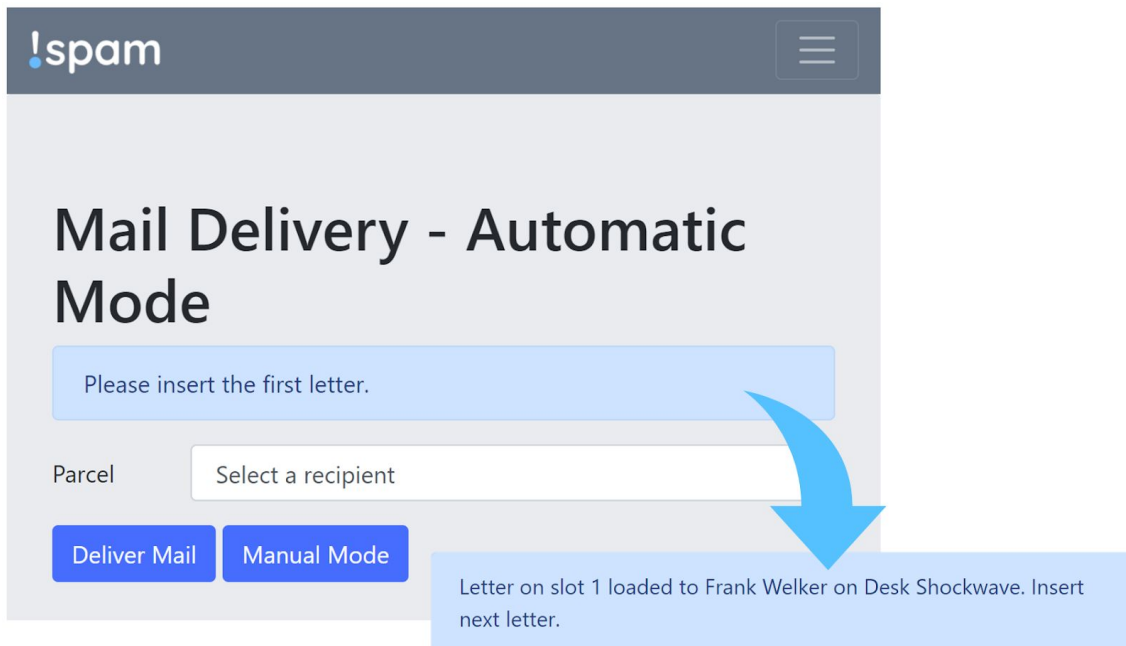 !spam
Mail Delivery - Automatic
Mode
Please insert the first letter.
Parcel
Select a recipient
Deliver Mail
Manual Mode
Letter on slot 1 loaded to Frank Welker on Desk Shockwave. Insert
next letter.